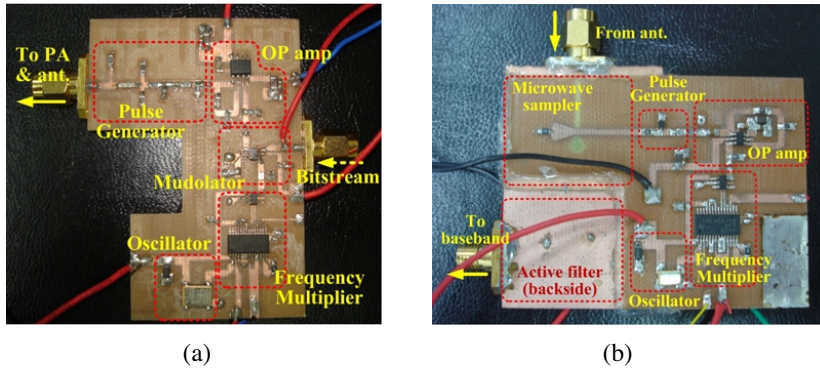 To PA
& ant.
OP amp
Pulse
Generator
Mudolator
Bitstream
Oscillator
Frequency
Multiplier
(a)
From ant.
Microwave
sampler
Pulse
Generator
OP amp
To
baseband
Active filter
(backside)
Oscillator
Frequency
Multiplier
(b)